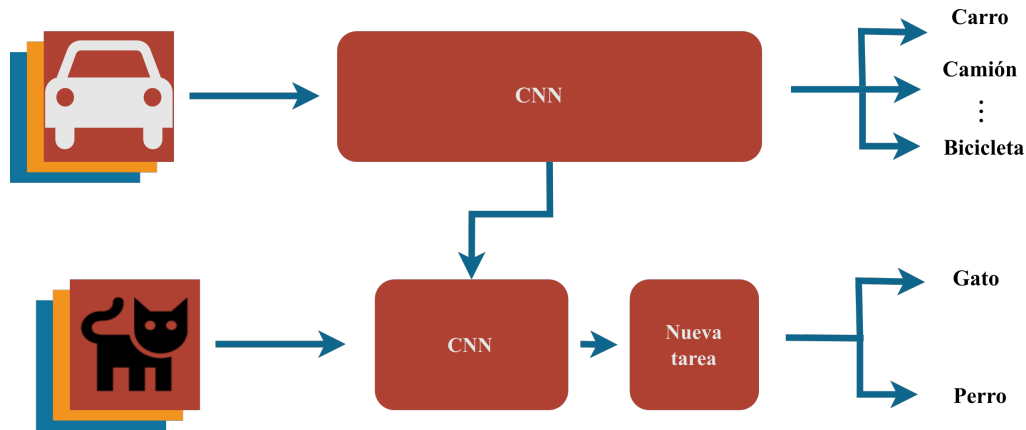 Carro
CNN
Camión
⋮
Bicicleta
Gato
CNN
Nueva
tarea
Perro